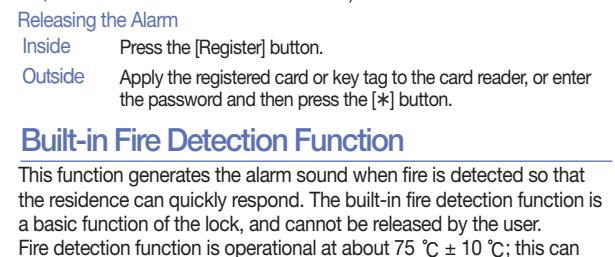 Releasing the Alarm
Inside Press the [Register] button.
Outside Apply the registered card or key tag to the card reader, or enter
the password and then press the [∗] button.
Built-in Fire Detection Function
This function generates the alarm sound when fire is detected so that
the residence can quickly respond. The built-in fire detection function is
a basic function of the lock, and cannot be released by the user.
Fire detection function is operational at about 75 ℃ ± 10 ℃; this can